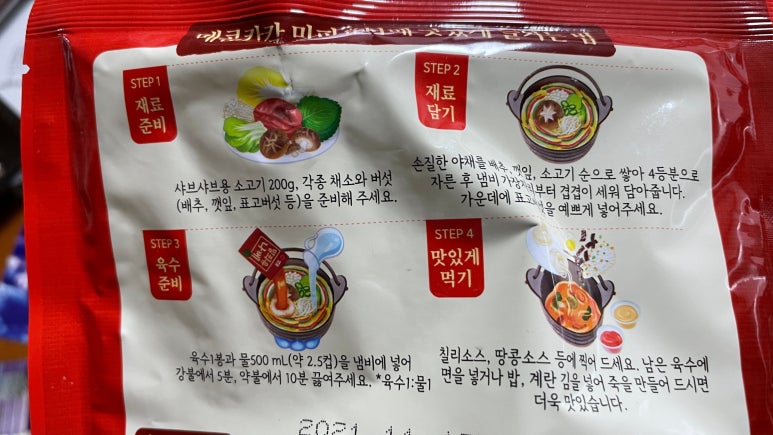 STEP 1
재료
준비
샤브샤브용 소고기 200g, 각종 채소와 버섯
(배추, 깻잎, 표고버섯 등)을 준비해 주세요.
STEP 2
재료
담기
손질한 야채를 배추, 깻잎, 소고기 순으로 쌓아 4등분으로
자른 후 냄비 부터 겹겹이 세워 담아줍니다.
가운데에 을 예쁘게 넣어주세요.
STEP 3
육수
준비
육수1봉과 물500 mL(약 2.5컵)을 냄비에 넣어
강불에서 5분, 약불에서 10분 끓여주세요. *육수1:물1
STEP 4
맛있게
먹기
칠리소스, 땅콩소스 등에 찍어 드세요. 남은 육수에
면을 넣거나 밥, 계란 김을 넣어 죽을 만들어 드시면
더욱 맛있습니다.
2021